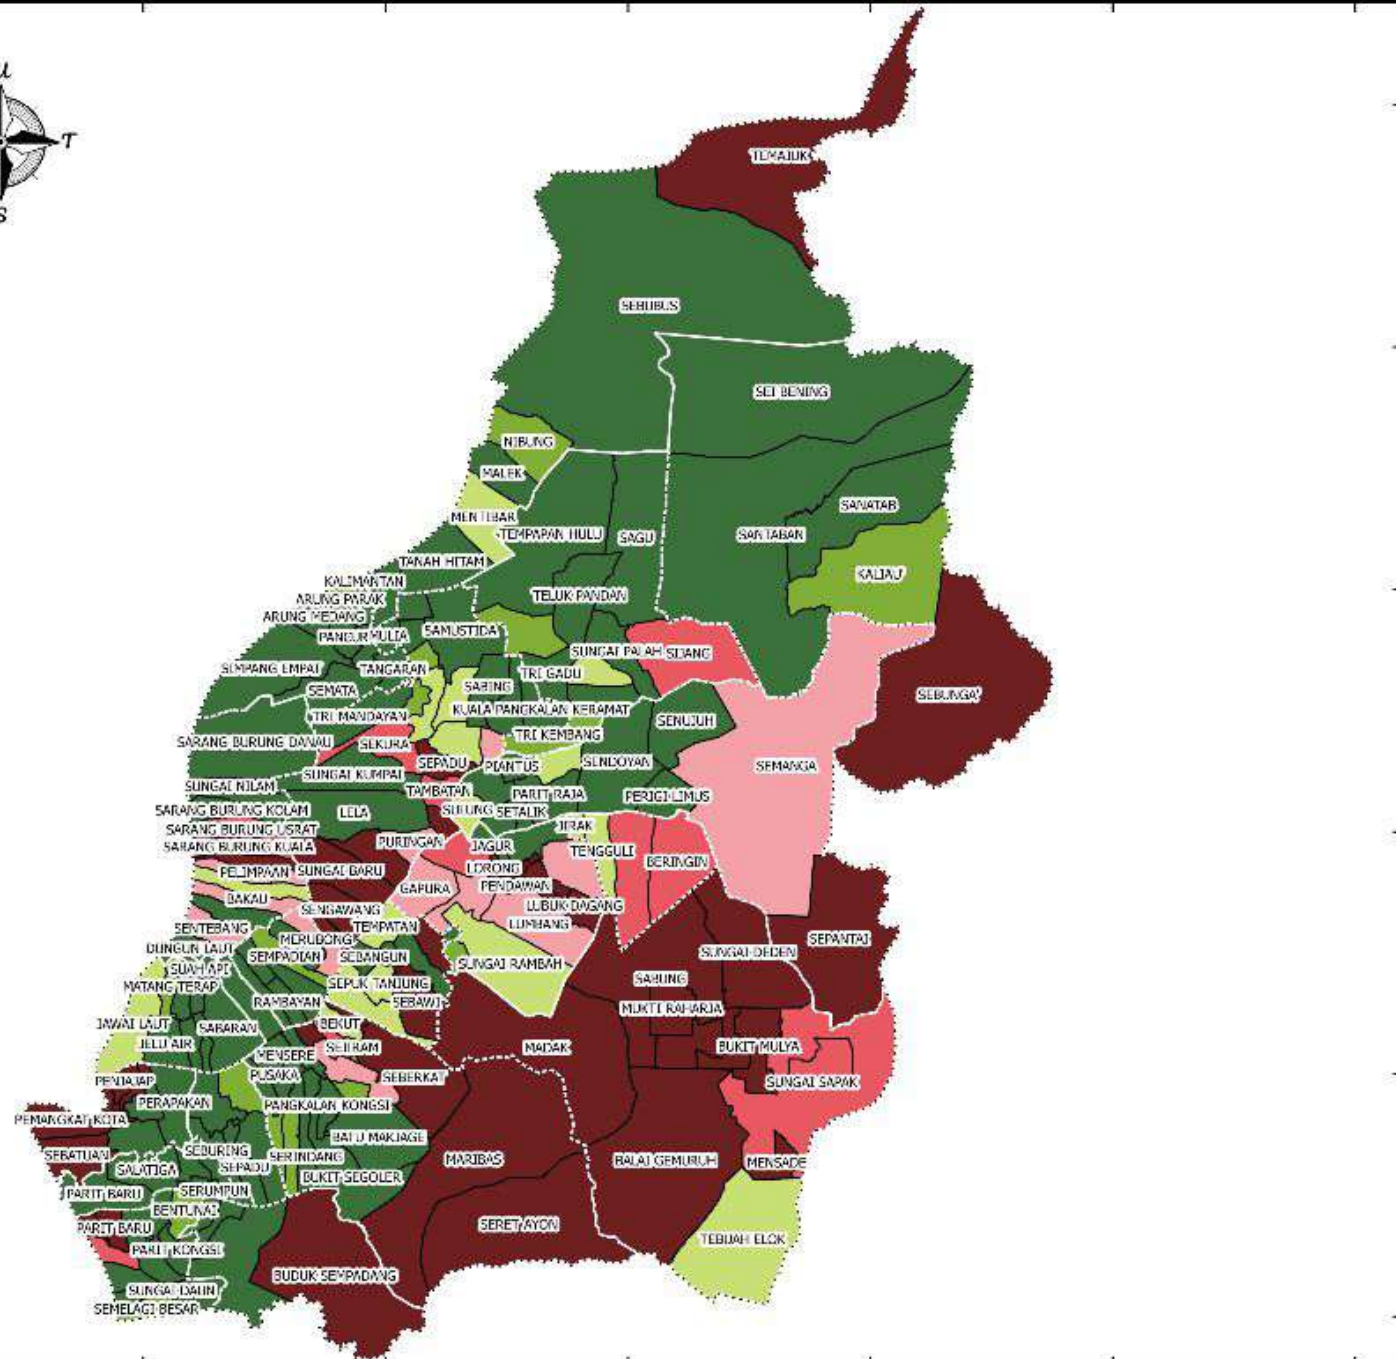 T
S
TEMAJUK
SEBUBUS
SEI BENING
NIBUNG
MALEK
SANATAB
MENTIBAR
TEMPAPAN HULU
SAGU
SANTABAN
TANAH HITAM
KALIAU'
KALIMANTAN
TELUK PANDAN
ARUNG PARAK
ARUNG MEDANG
PANCUR MULIA
SAMUSTIDA
SUNGAI PALAH
SIJANG
SIMPANG EMPAT
TANGARAN
TRI GADU
SEMATA
SABING
SEBUNGA'
TRI MANDAYAN
KUALA PANGKALAN KERAMAT
SENUJUH
SARANG BURUNG DANAU
SEKURA
TRI KEMBANG
SEPADU
PIANTUS
SENDOYAN
SEMANGA
SUNGAI KUMPAI
SUNGAI NILAM
TAMBATAN
PARIT RAJA
PERIGI LIMUS
SARANG BURUNG KOLAM
LELA
SULUNG
SETALIK
SARANG BURUNG USRAT
JIRAK
SARANG BURUNG KUALA
PURINGAN
JAGUR
TENGGULI
BERINGIN
PELIMPAAN
SUNGAI BARU
LORONG
GAPURA
PENDAWAN
BAKAU
LUBUK DAGANG
SENGAWANG
LUMBANG
SENTEBANG
TEMPATAN
MERUBONG
SEPANTAI
DUNGUN LAUT
SEMPADIAN
SEBANGUN
SUNGAI DEDEN
SUAH API
SUNGAI RAMBAH
SABUNG
MATANG TERAP
SEPUK TANJUNG
RAMBAYAN
SEBAWI
MUKTI RAHARJA
JAWAI LAUT
SABARAN
BEKUT
JELU AIR
MENSERE
SEJIRAM
MADAK
BUKIT MULYA
PENJAJAP
PUSAKA
SEBERKAT
SUNGAI SAPAK
PERAPAKAN
PANGKALAN KONGSI
PEMANGKAT KOTA
BATU MAKJAGE
SEBATUAN
SEBURING
SERINDANG
MARIBAS
BALAI GEMURUH
MENSADE
SALATIGA
SEPADU
BUKIT SEGOLER
PARIT BARU
SERUMPUN
BENTUNAI
PARIT BARU
SERET AYON
TEBUAH ELOK
PARIT KONGSI
BUDUK SEMPADANG
SUNGAI DAUN
SEMELAGI BESAR